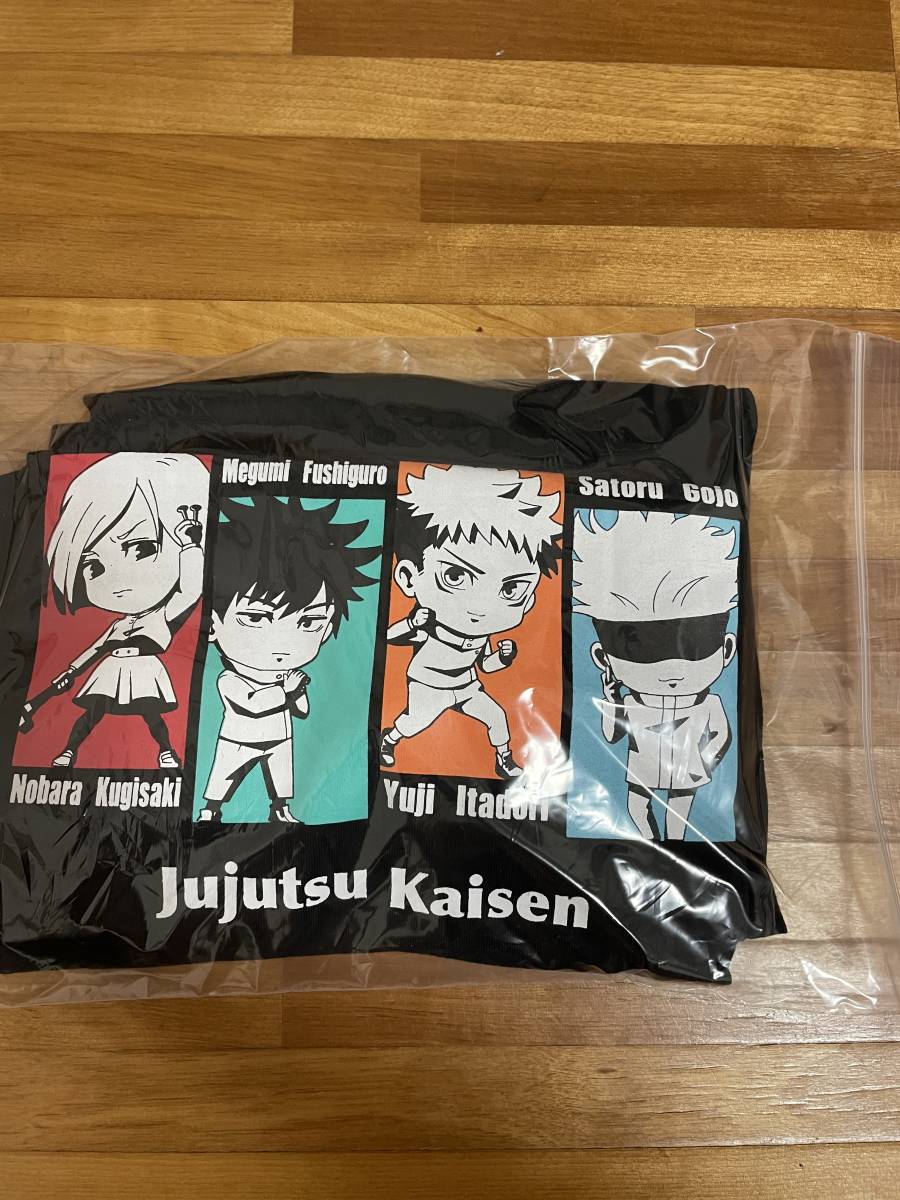 Megumi Fushiguro
Satoru Gojo
Nobara Kugisaki
Yuji Itadori
Jujutsu Kaisen